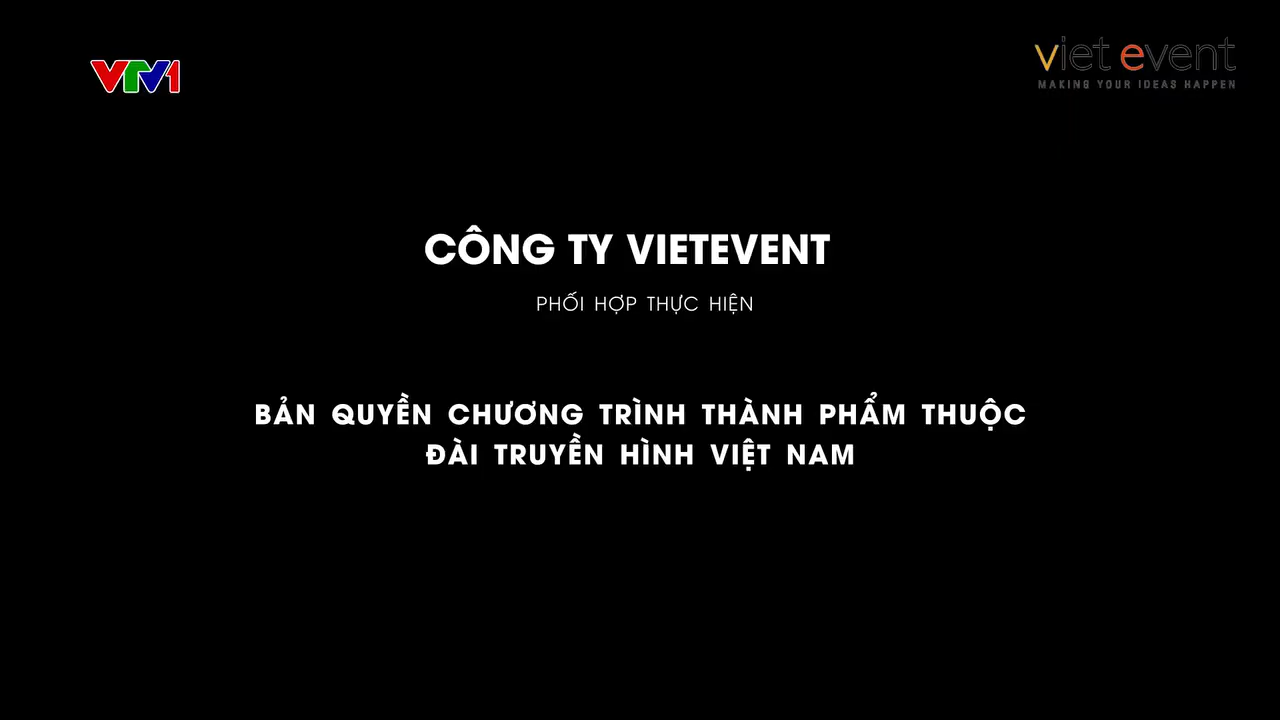 VTV1
viet event
MAKING YOUR IDEAS HAPPEN
CÔNG TY VIETEVENT
PHỐI HỢP THỰC HIỆN
BẢN QUYỀN CHƯƠNG TRÌNH THÀNH PHẨM THUỘC
ĐÀI TRUYỀN HÌNH VIỆT NAM